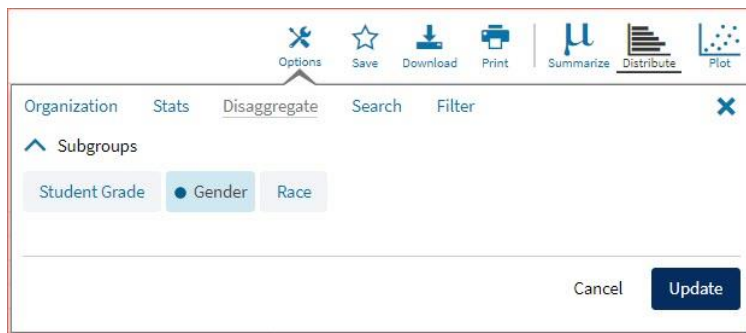 Options Save Download Print Summarize Distribute Plot
Organization Stats Disaggregate Search Filter
Subgroups
Student Grade Gender Race
Cancel Update